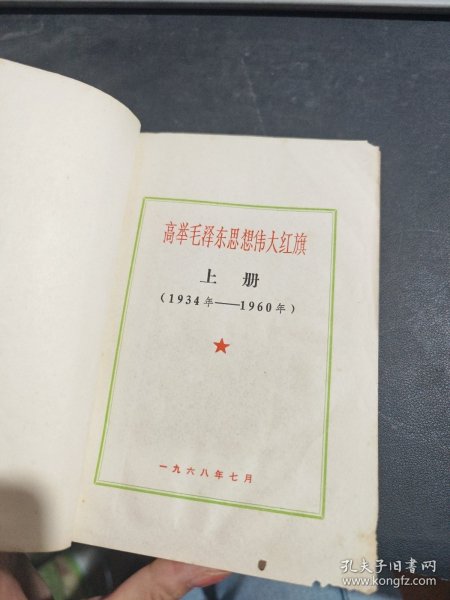 高举毛泽东思想伟大红旗
上 册
(1934年——1960年)
一九六八年七月
孔夫子旧书网
www.kongfz.com